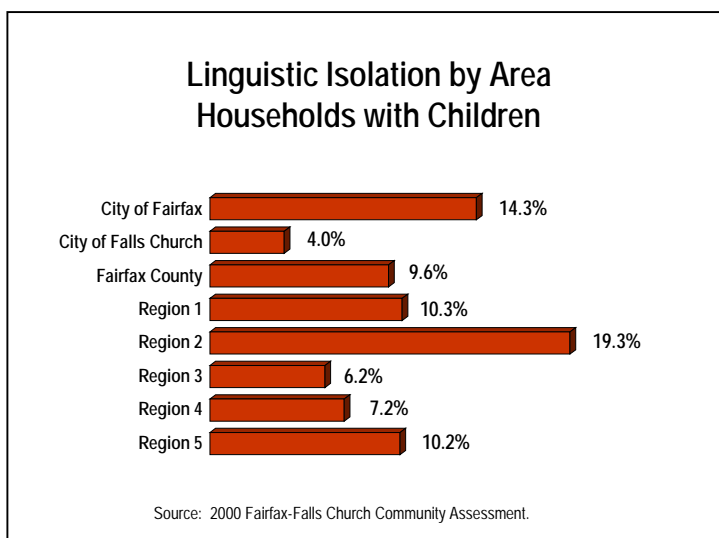 Linguistic Isolation by Area
Households with Children
City of Fairfax 14.3%
City of Falls Church 4.0%
Fairfax County 9.6%
Region 1 10.3%
Region 2 19.3%
Region 3 6.2%
Region 4 7.2%
Region 5 10.2%
Source: 2000 Fairfax-Falls Church Community Assessment.